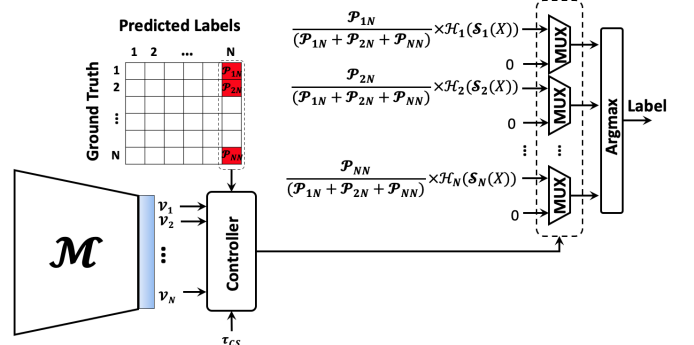 Predicted Labels
1 2 ... N
Ground Truth
1 𝒫1N
2 𝒫2N
⋮
N 𝒫NN
𝒫1N / (𝒫1N + 𝒫2N + 𝒫NN) × ℋ1(𝒮1(X))
0
MUX
𝒫2N / (𝒫1N + 𝒫2N + 𝒫NN) × ℋ2(𝒮2(X))
0
MUX
⋮ ⋮ ...
𝒫NN / (𝒫1N + 𝒫2N + 𝒫NN) × ℋN(𝒮N(X))
0
MUX
Argmax
Label
ℳ
𝒱1
𝒱2
⋮
𝒱N
Controller
τCS